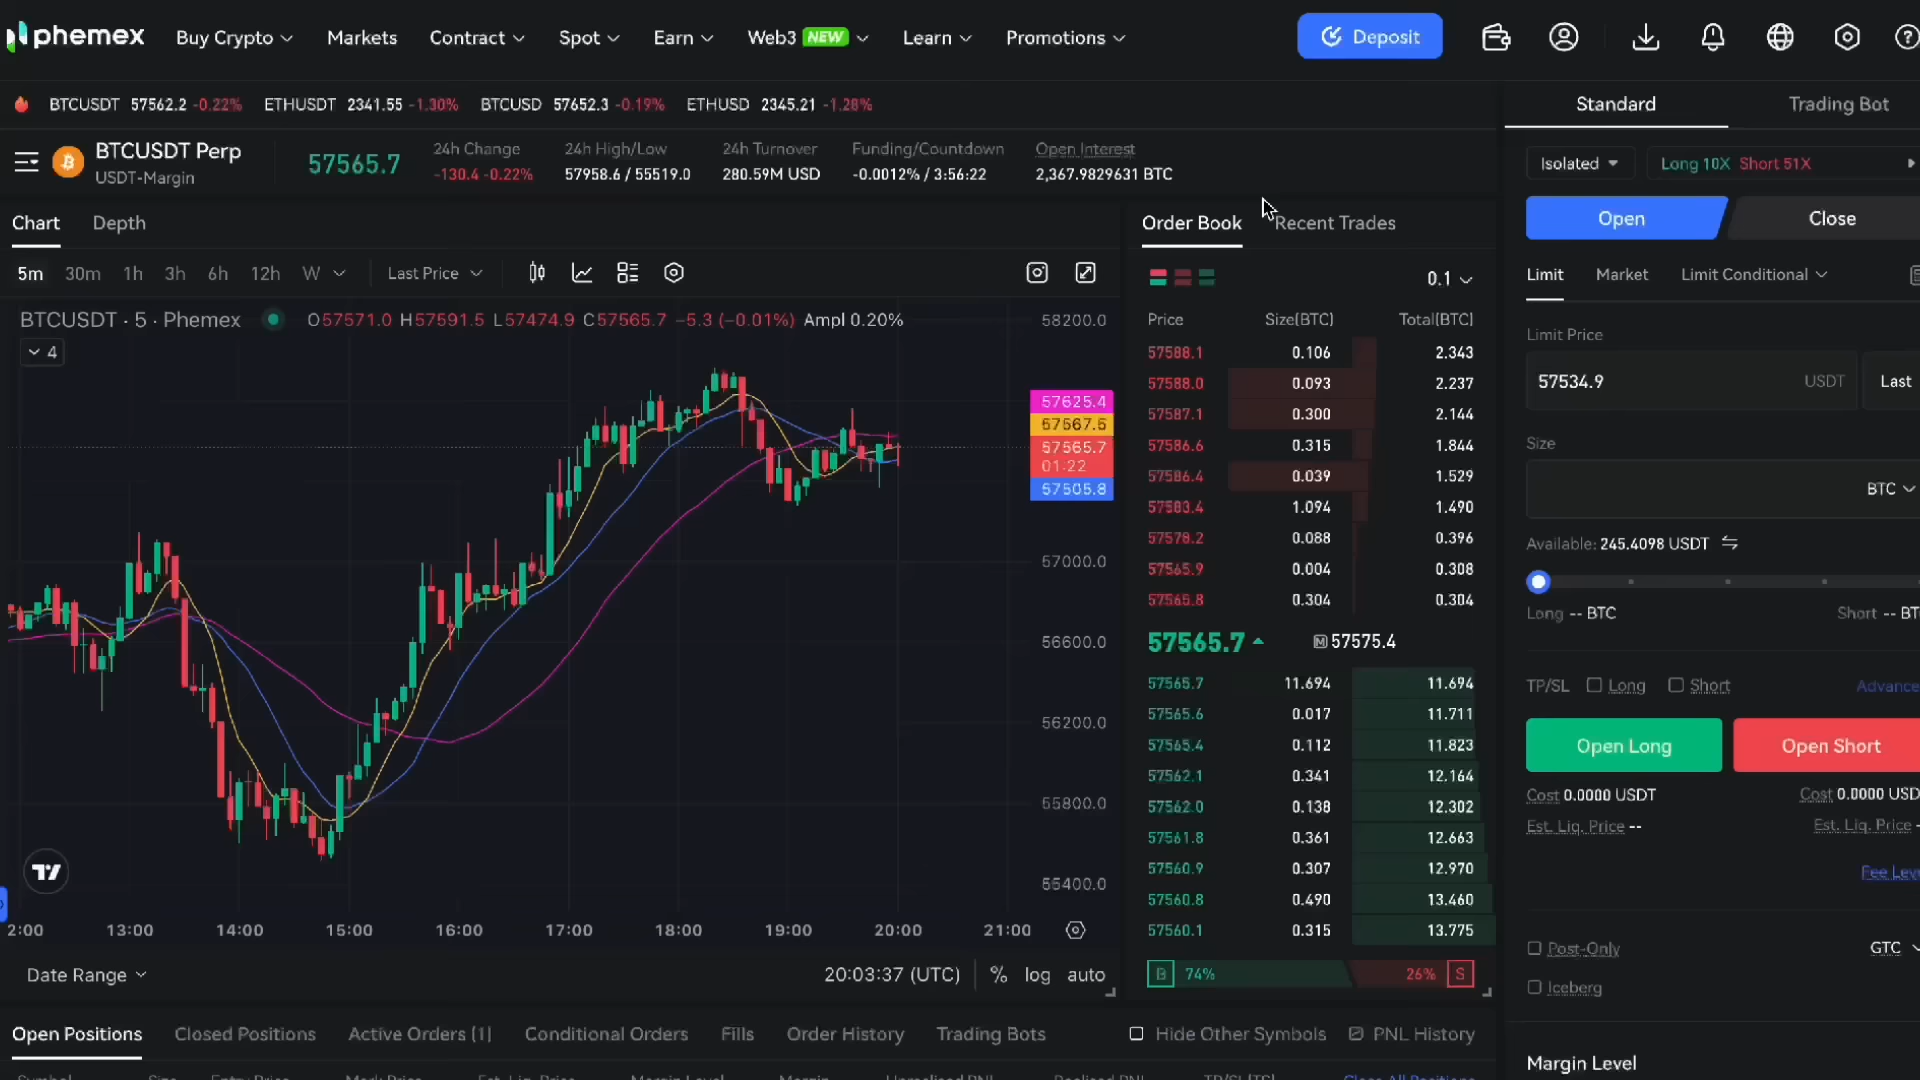 phemex Buy Crypto Markets Contract Spot Earn Web3 NEW Learn Promotions Deposit
BTCUSDT 57562.2 -0.22% ETHUSDT 2341.55 -1.30% BTCUSD 57652.3 -0.19% ETHUSD 2345.21 -1.28%
Standard Trading Bot
BTCUSDT Perp
USDT-Margin
57565.7
24h Change
-130.4 -0.22%
24h High/Low
57958.6 / 55519.0
24h Turnover
280.59M USD
Funding/Countdown
-0.0012% / 3:56:22
Open Interest
2,367.9829631 BTC
Isolated Long 10X Short 51X
Open Close
Chart Depth
Order Book Recent Trades
5m 30m 1h 3h 6h 12h W Last Price
0.1
Limit Market Limit Conditional
BTCUSDT · 5 · Phemex O57571.0 H57591.5 L57474.9 C57565.7 -5.3 (-0.01%) Ampl 0.20%
4
58200.0
57625.4
57567.5
57565.7
01:22
57505.8
57000.0
56600.0
56200.0
55800.0
55400.0
2:00 13:00 14:00 15:00 16:00 17:00 18:00 19:00 20:00 21:00
Date Range 20:03:37 (UTC) % log auto
Price Size(BTC) Total(BTC)
57588.1 0.106 2.343
57588.0 0.093 2.237
57587.1 0.300 2.144
57586.6 0.315 1.844
57586.4 0.039 1.529
57583.4 1.094 1.490
57578.2 0.088 0.396
57565.9 0.004 0.308
57565.8 0.304 0.304
57565.7 M 57575.4
57565.7 11.694 11.694
57565.6 0.017 11.711
57565.4 0.112 11.823
57562.1 0.341 12.164
57562.0 0.138 12.302
57561.8 0.361 12.663
57560.9 0.307 12.970
57560.8 0.490 13.460
57560.1 0.315 13.775
B 74% 26% S
Limit Price
57534.9 USDT Last
Size
BTC
Available: 245.4098 USDT
Long -- BTC Short -- BT
TP/SL Long Short Advance
Open Long Open Short
Cost 0.0000 USDT Cost 0.0000 USD
Est. Liq. Price -- Est. Liq. Price -
Fee Leve
Post-Only GTC
Iceberg
Margin Level
Open Positions Closed Positions Active Orders (1) Conditional Orders Fills Order History Trading Bots Hide Other Symbols PNL History